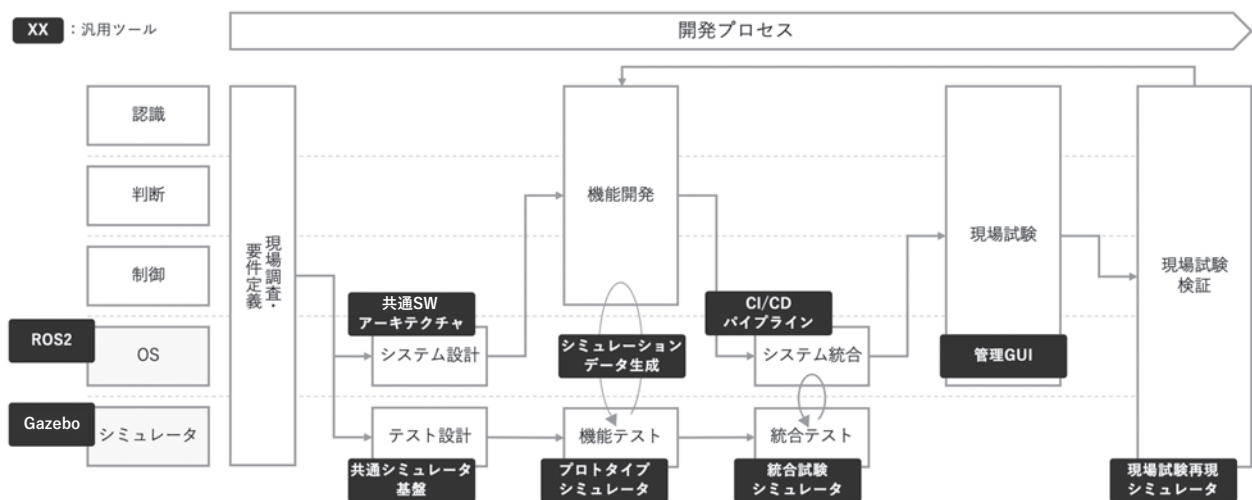 XX
：汎用ツール
開発プロセス
認識
判断
制御
ROS2
OS
Gazebo
シミュレータ
現場調査・
要件定義
共通SW
アーキテクチャ
システム設計
テスト設計
共通シミュレータ
基盤
機能開発
シミュレーション
データ生成
機能テスト
プロトタイプ
シミュレータ
CI/CD
パイプライン
システム統合
統合テスト
統合試験
シミュレータ
現場試験
管理GUI
現場試験
検証
現場試験再現
シミュレータ